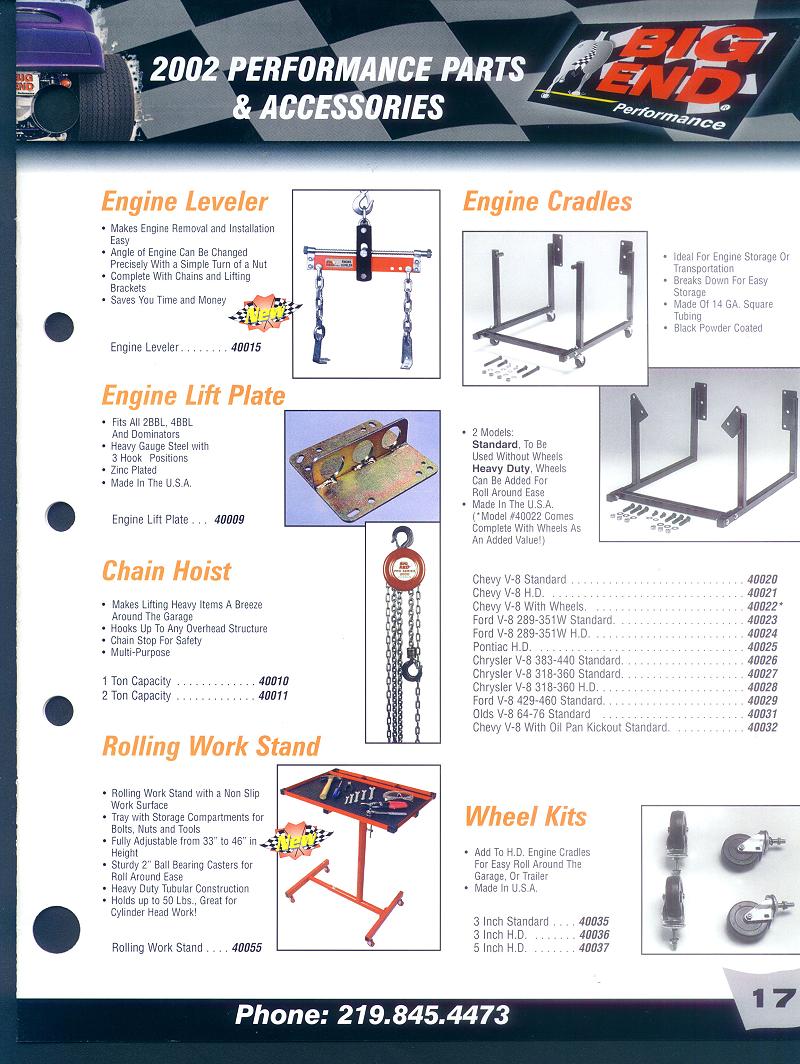 2002 PERFORMANCE PARTS
& ACCESSORIES
BIG
END
Performance
BIG
END
Engine Leveler
• Makes Engine Removal and Installation
Easy
• Angle of Engine Can Be Changed
Precisely With a Simple Turn of a Nut
• Complete With Chains and Lifting
Brackets
• Saves You Time and Money
New
Engine Leveler........ 40015
Engine Lift Plate
• Fits All 2BBL, 4BBL
And Dominators
• Heavy Gauge Steel with
3 Hook Positions
• Zinc Plated
• Made In The U.S.A.
Engine Lift Plate... 40009
Chain Hoist
• Makes Lifting Heavy Items A Breeze
Around The Garage
• Hooks Up To Any Overhead Structure
• Chain Stop For Safety
• Multi-Purpose
1 Ton Capacity ............. 40010
2 Ton Capacity ............. 40011
Rolling Work Stand
• Rolling Work Stand with a Non Slip
Work Surface
• Tray with Storage Compartments for
Bolts, Nuts and Tools
• Fully Adjustable from 33" to 46" in
Height
• Sturdy 2" Ball Bearing Casters for
Roll Around Ease
• Heavy Duty Tubular Construction
• Holds up to 50 Lbs., Great for
Cylinder Head Work!
New
Rolling Work Stand.... 40055
Engine Cradles
• Ideal For Engine Storage Or
Transportation
• Breaks Down For Easy
Storage
• Made Of 14 GA. Square
Tubing
• Black Powder Coated
• 2 Models:
Standard, To Be
Used Without Wheels
Heavy Duty, Wheels
Can Be Added For
Roll Around Ease
• Made In The U.S.A.
(*Model #40022 Comes
Complete With Wheels As
An Added Value!)
Chevy V-8 Standard ........................... 40020
Chevy V-8 H.D. .............................. 40021
Chevy V-8 With Wheels. ........................ 40022*
Ford V-8 289-351W Standard. .................... 40023
Ford V-8 289-351W H.D. ........................ 40024
Pontiac H.D. ................................. 40025
Chrysler V-8 383-440 Standard. ................... 40026
Chrysler V-8 318-360 Standard. ................... 40027
Chrysler V-8 318-360 H.D. ....................... 40028
Ford V-8 429-460 Standard. ...................... 40029
Olds V-8 64-76 Standard ....................... 40031
Chevy V-8 With Oil Pan Kickout Standard. ........... 40032
Wheel Kits
• Add To H.D. Engine Cradles
For Easy Roll Around The
Garage, Or Trailer
• Made In U.S.A.
3 Inch Standard .... 40035
3 Inch H.D. ....... 40036
5 Inch H.D. ....... 40037
17
Phone: 219.845.4473